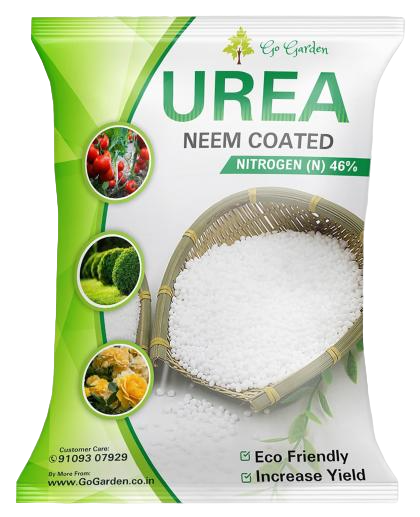 Go Garden
UREA
NEEM COATED
NITROGEN (N) 46%
Customer Care:
91093 07929
By More From:
www.GoGarden.co.in
Eco Friendly
Increase Yield